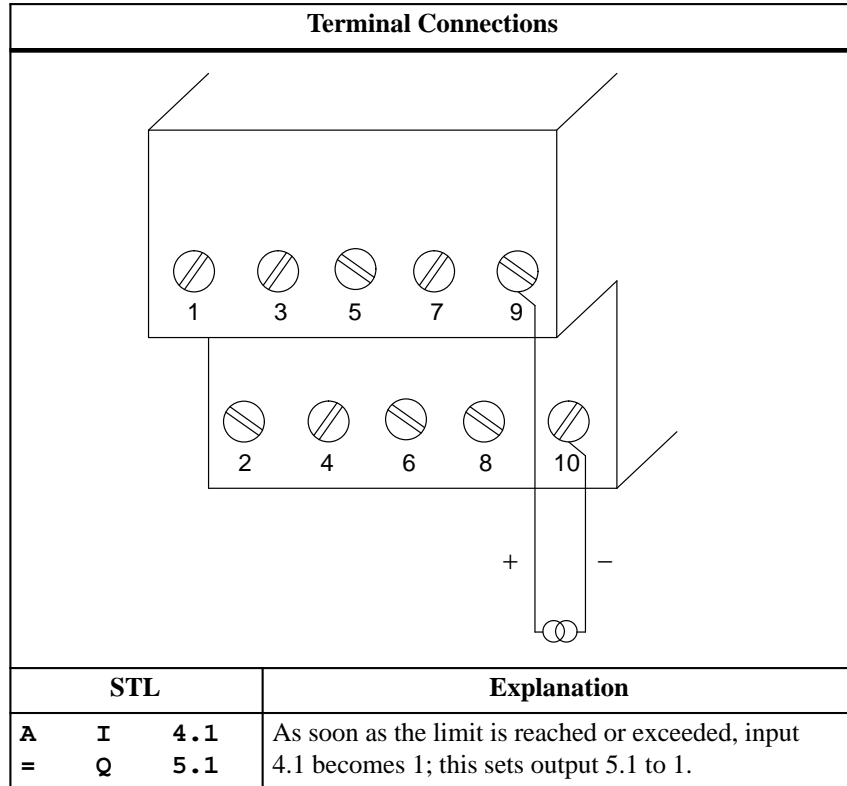 Terminal Connections
1 3 5 7 9
2 4 6 8 10
+ −
STL Explanation
A I 4.1 As soon as the limit is reached or exceeded, input
= Q 5.1 4.1 becomes 1; this sets output 5.1 to 1.